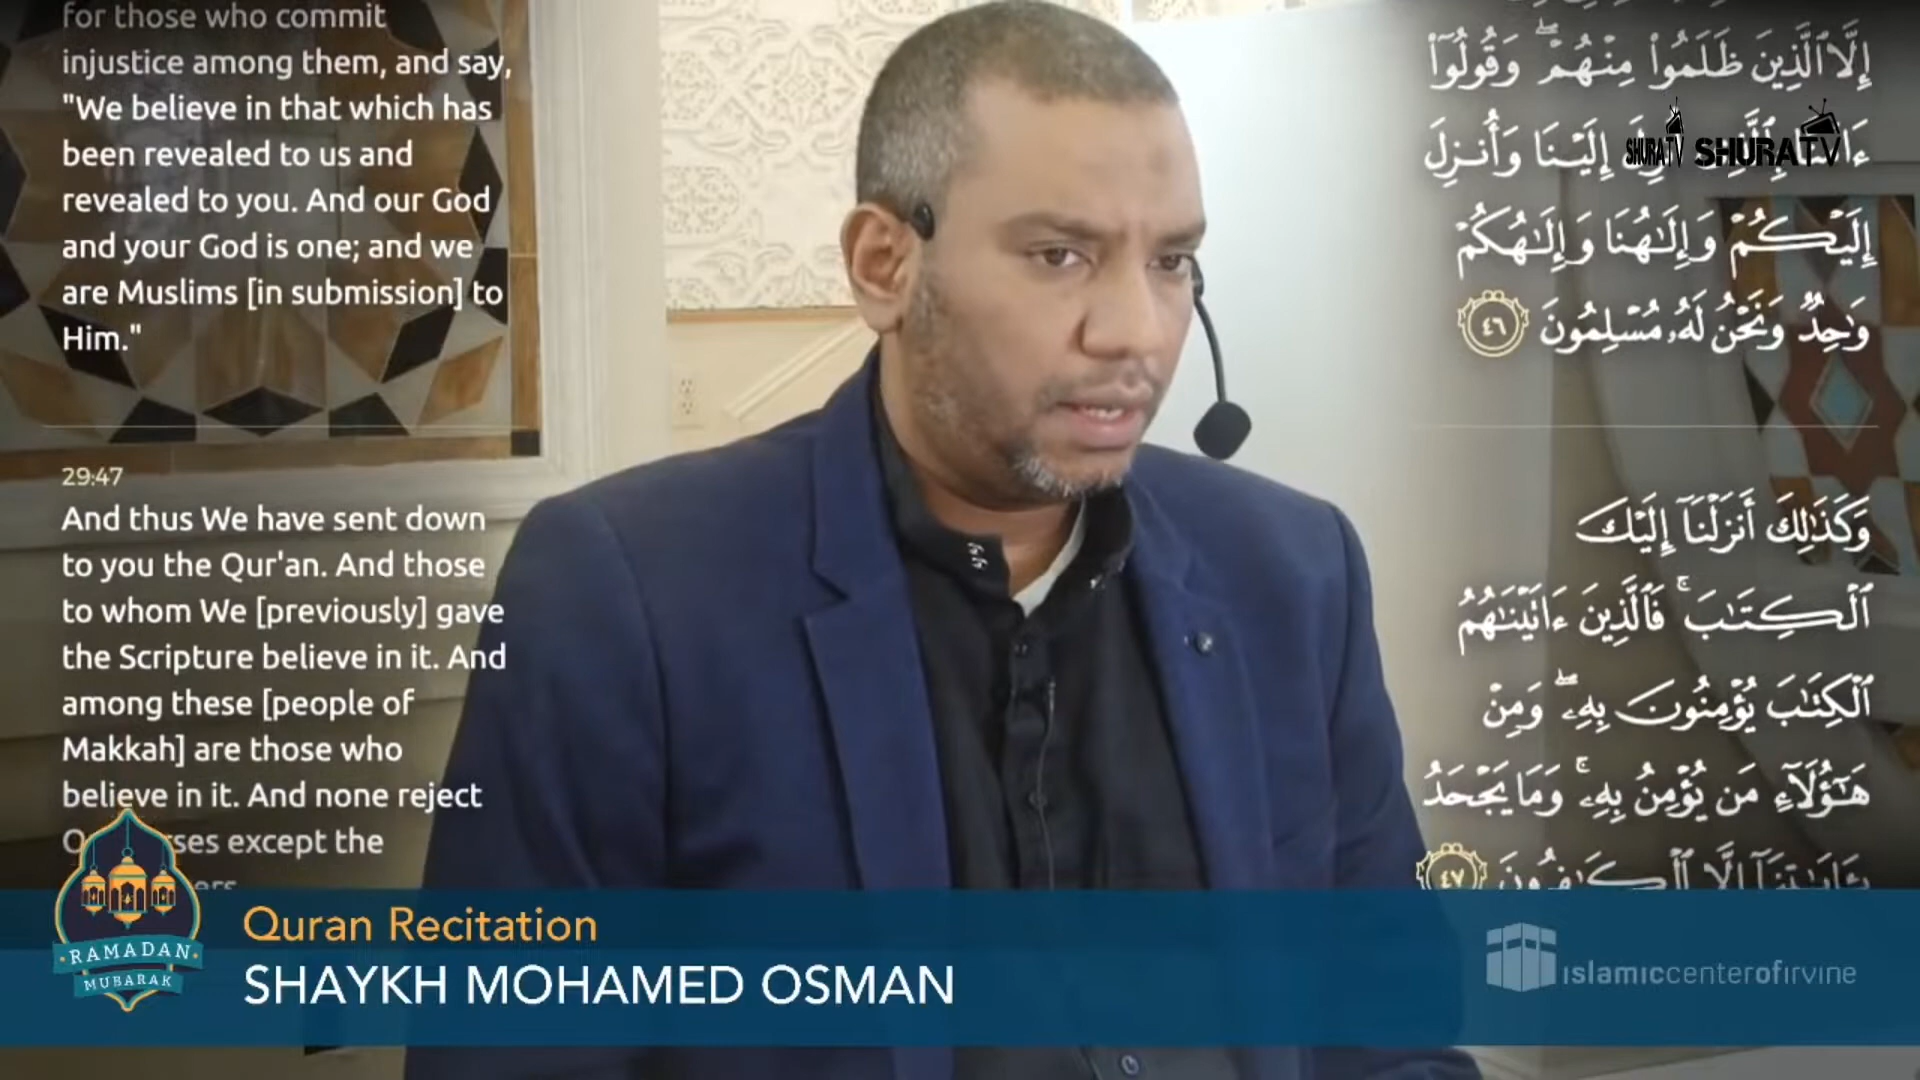 for those who commit
injustice among them, and say,
"We believe in that which has
been revealed to us and
revealed to you. And our God
and your God is one; and we
are Muslims [in submission] to
Him."
29:47
And thus We have sent down
to you the Qur'an. And those
to whom We [previously] gave
the Scripture believe in it. And
among these [people of
Makkah] are those who
believe in it. And none reject
except the
إِلَّا ٱلَّذِينَ ظَلَمُوا۟ مِنْهُمْ ۖ وَقُولُوٓا۟
إِلَيْنَا وَأُنزِلَ
إِلَيْكُمْ وَإِلَـٰهُنَا وَإِلَـٰهُكُمْ
وَٰحِدٌ وَنَحْنُ لَهُۥ مُسْلِمُونَ ٤٦
وَكَذَٰلِكَ أَنزَلْنَآ إِلَيْكَ
ٱلْكِتَـٰبَ ۚ فَٱلَّذِينَ ءَاتَيْنَـٰهُمُ
ٱلْكِتَـٰبَ يُؤْمِنُونَ بِهِۦ ۖ وَمِنْ
هَـٰٓؤُلَآءِ مَن يُؤْمِنُ بِهِۦ ۚ وَمَا يَجْحَدُ
بِـَٔايَـٰتِنَآ إِلَّا ٱلْكَـٰفِرُونَ ٤٧
SHURATV SHURATV
RAMADAN
MUBARAK
Quran Recitation
SHAYKH MOHAMED OSMAN
islamiccenterofirvine